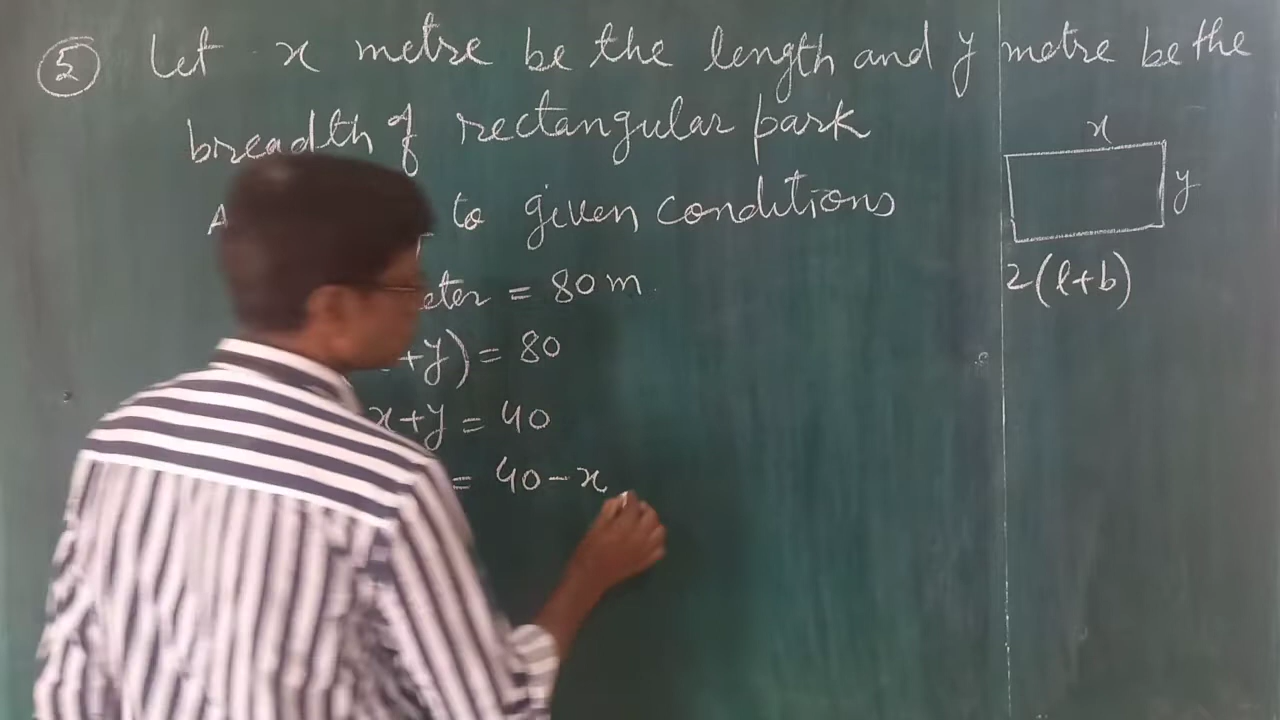 5 Let x metre be the length and y metre be the
breadth of rectangular park
to given conditions
= 80 m
+y) = 80
x+y = 40
= 40-x
x
y
2(l+b)